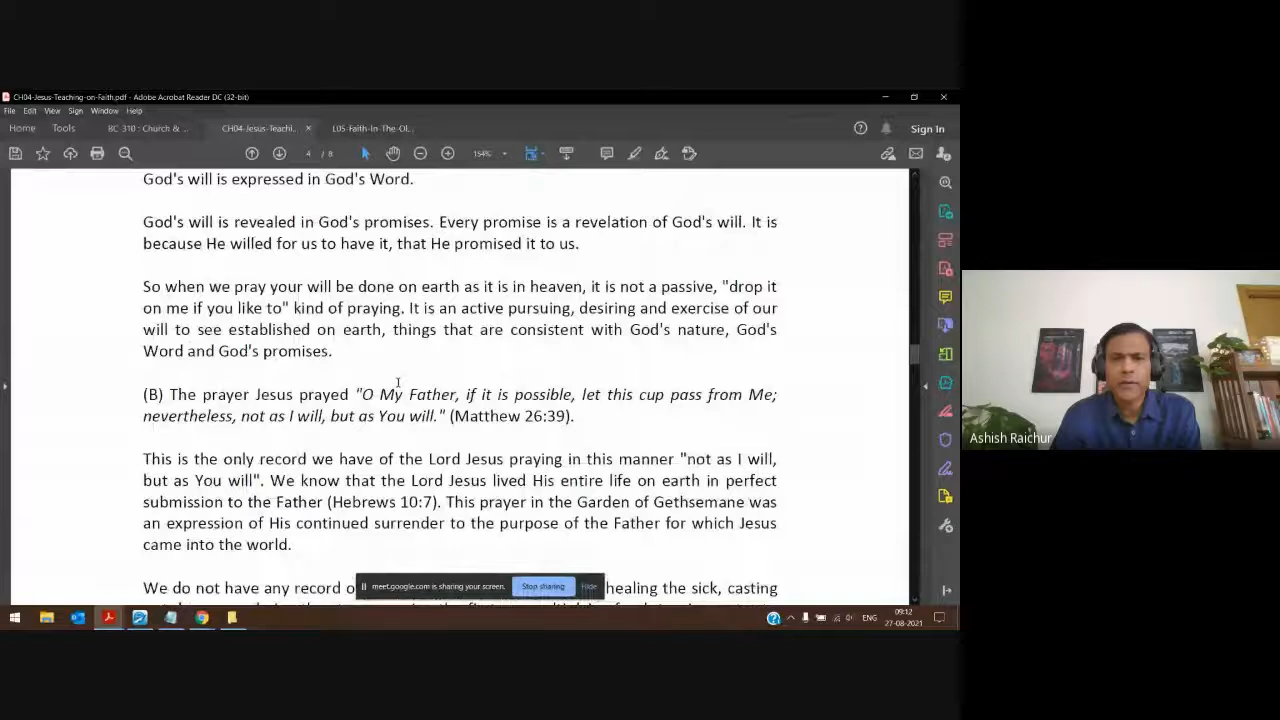 CH04-Jesus-Teaching-on-Faith.pdf - Adobe Acrobat Reader DC (32-bit)
File Edit View Sign Window Help
Home Tools BC 310 : Church & ... CH04-Jesus-Teachi... × L05-Faith-In-The-Ol... Sign In
4 / 8 154%
God's will is expressed in God's Word.
God's will is revealed in God's promises. Every promise is a revelation of God's will. It is
because He willed for us to have it, that He promised it to us.
So when we pray your will be done on earth as it is in heaven, it is not a passive, "drop it
on me if you like to" kind of praying. It is an active pursuing, desiring and exercise of our
will to see established on earth, things that are consistent with God's nature, God's
Word and God's promises.
(B) The prayer Jesus prayed "O My Father, if it is possible, let this cup pass from Me;
nevertheless, not as I will, but as You will." (Matthew 26:39).
This is the only record we have of the Lord Jesus praying in this manner "not as I will,
but as You will". We know that the Lord Jesus lived His entire life on earth in perfect
submission to the Father (Hebrews 10:7). This prayer in the Garden of Gethsemane was
an expression of His continued surrender to the purpose of the Father for which Jesus
came into the world.
We do not have any record o healing the sick, casting
meet.google.com is sharing your screen. Stop sharing Hide
ENG 09:12
27-08-2021
Ashish Raichur